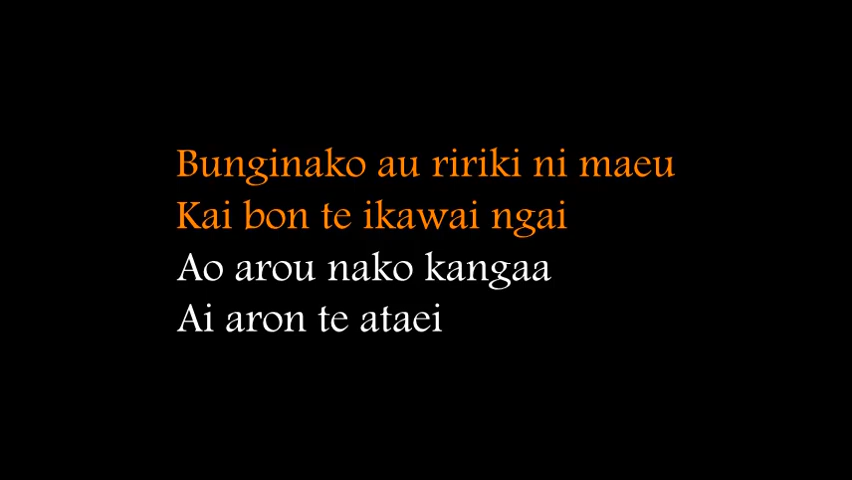 Bunginako au ririki ni maeu
Kai bon te ikawai ngai
Ao arou nako kangaa
Ai aron te ataei